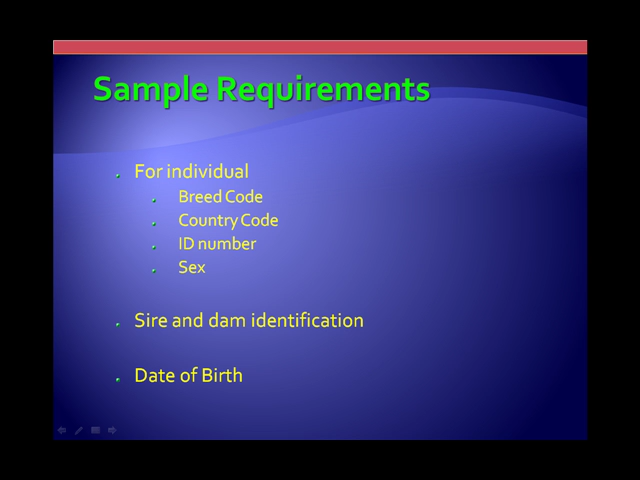 Sample Requirements
For individual
Breed Code
Country Code
ID number
Sex
Sire and dam identification
Date of Birth